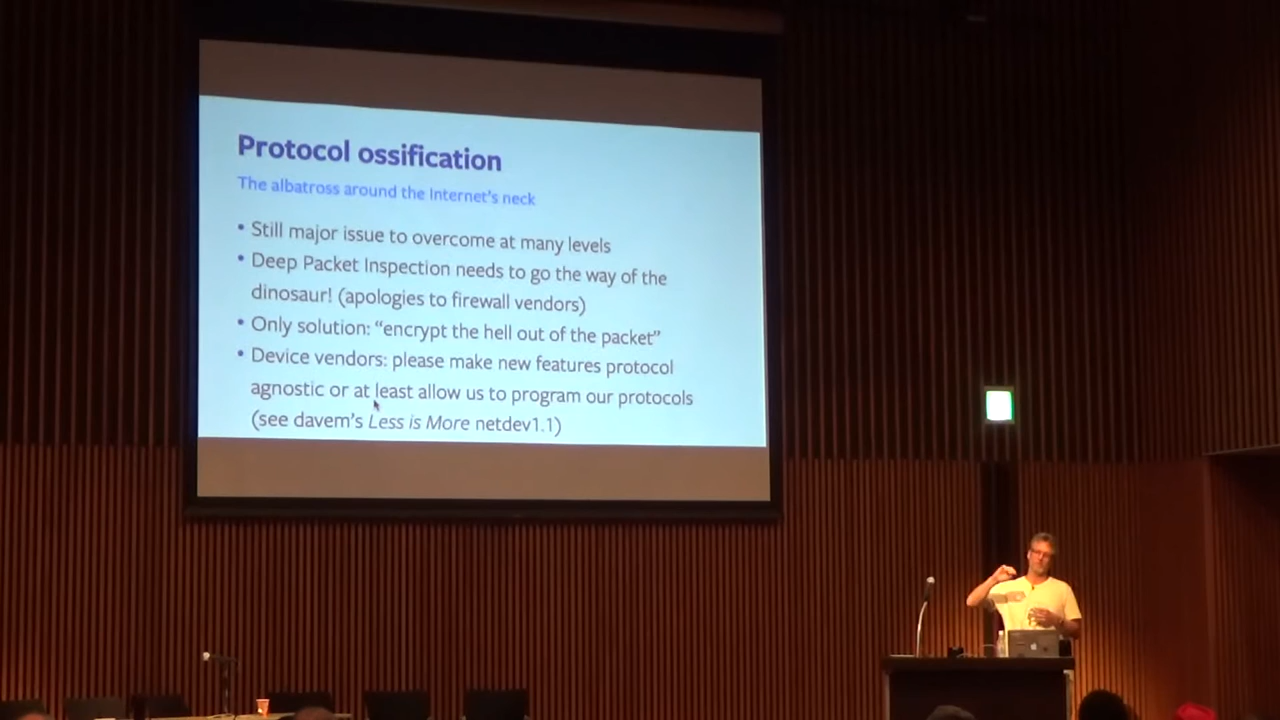 Protocol ossification
The albatross around the Internet's neck
• Still major issue to overcome at many levels
• Deep Packet Inspection needs to go the way of the
dinosaur! (apologies to firewall vendors)
• Only solution: “encrypt the hell out of the packet”
• Device vendors: please make new features protocol
agnostic or at least allow us to program our protocols
(see davem's Less is More netdev1.1)